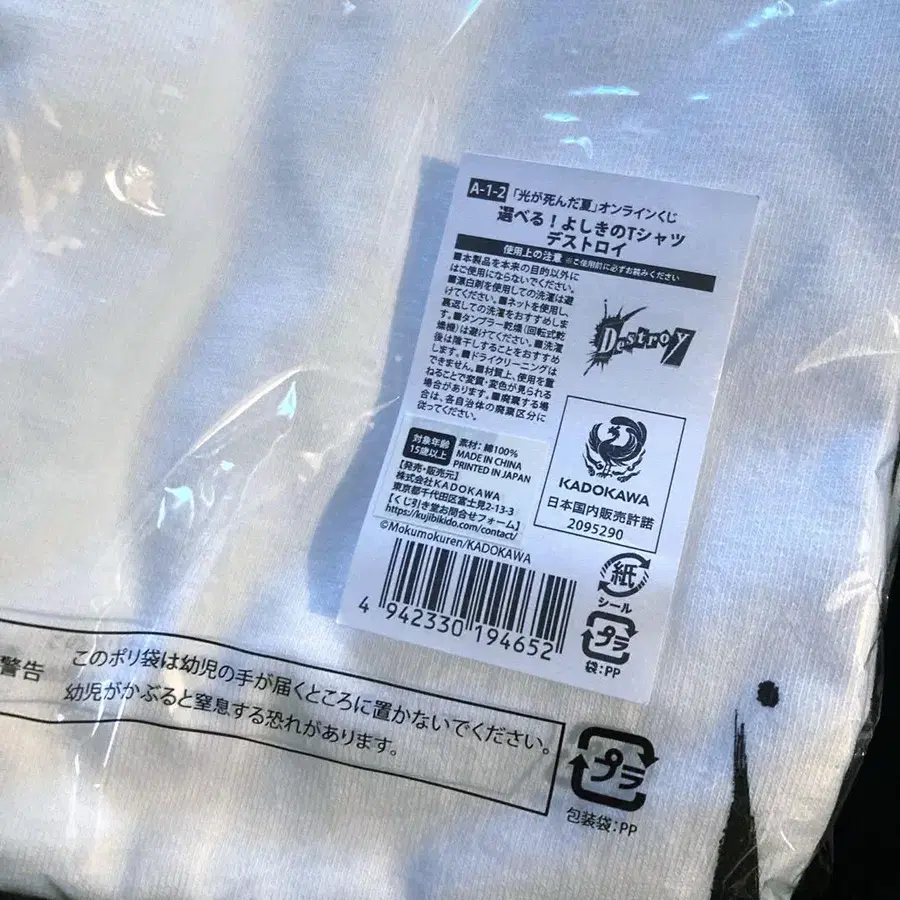 A-1-2 「光が死んだ夏」オンラインくじ
選べる！よしきのTシャツ
デストロイ
使用上の注意 ※ご使用前に必ずお読みください
■本製品を本来の目的以外に
はご使用にならないでください。
■漂白剤を使用しての洗濯は避
けてください。■ネットを使用し、
裏返しての洗濯をおすすめしま
す。■タンブラー乾燥(回転式乾
燥機)は避けてください。■洗濯
後は陰干しすることをおすすめ
します。■ドライクリーニングは
できません。■材質上、使用を重
ねることで変質・変色が見られる
場合があります。■廃棄する場
合は、各自治体の廃棄区分に
従ってください。
Destroy
対象年齢
15歳以上
素材：綿100%
MADE IN CHINA
PRINTED IN JAPAN
【発売・販売元】
株式会社KADOKAWA
東京都千代田区富士見2-13-3
【くじ引き堂お問合せフォーム】
https://kujibikido.com/contact/
©Mokumokuren/KADOKAWA
KADOKAWA
日本国内販売許諾
2095290
紙
シール
プラ
袋：PP
4 942330 194652
警告
このポリ袋は幼児の手が届くところに置かないでください。
幼児がかぶると窒息する恐れがあります。
プラ
包装袋：PP